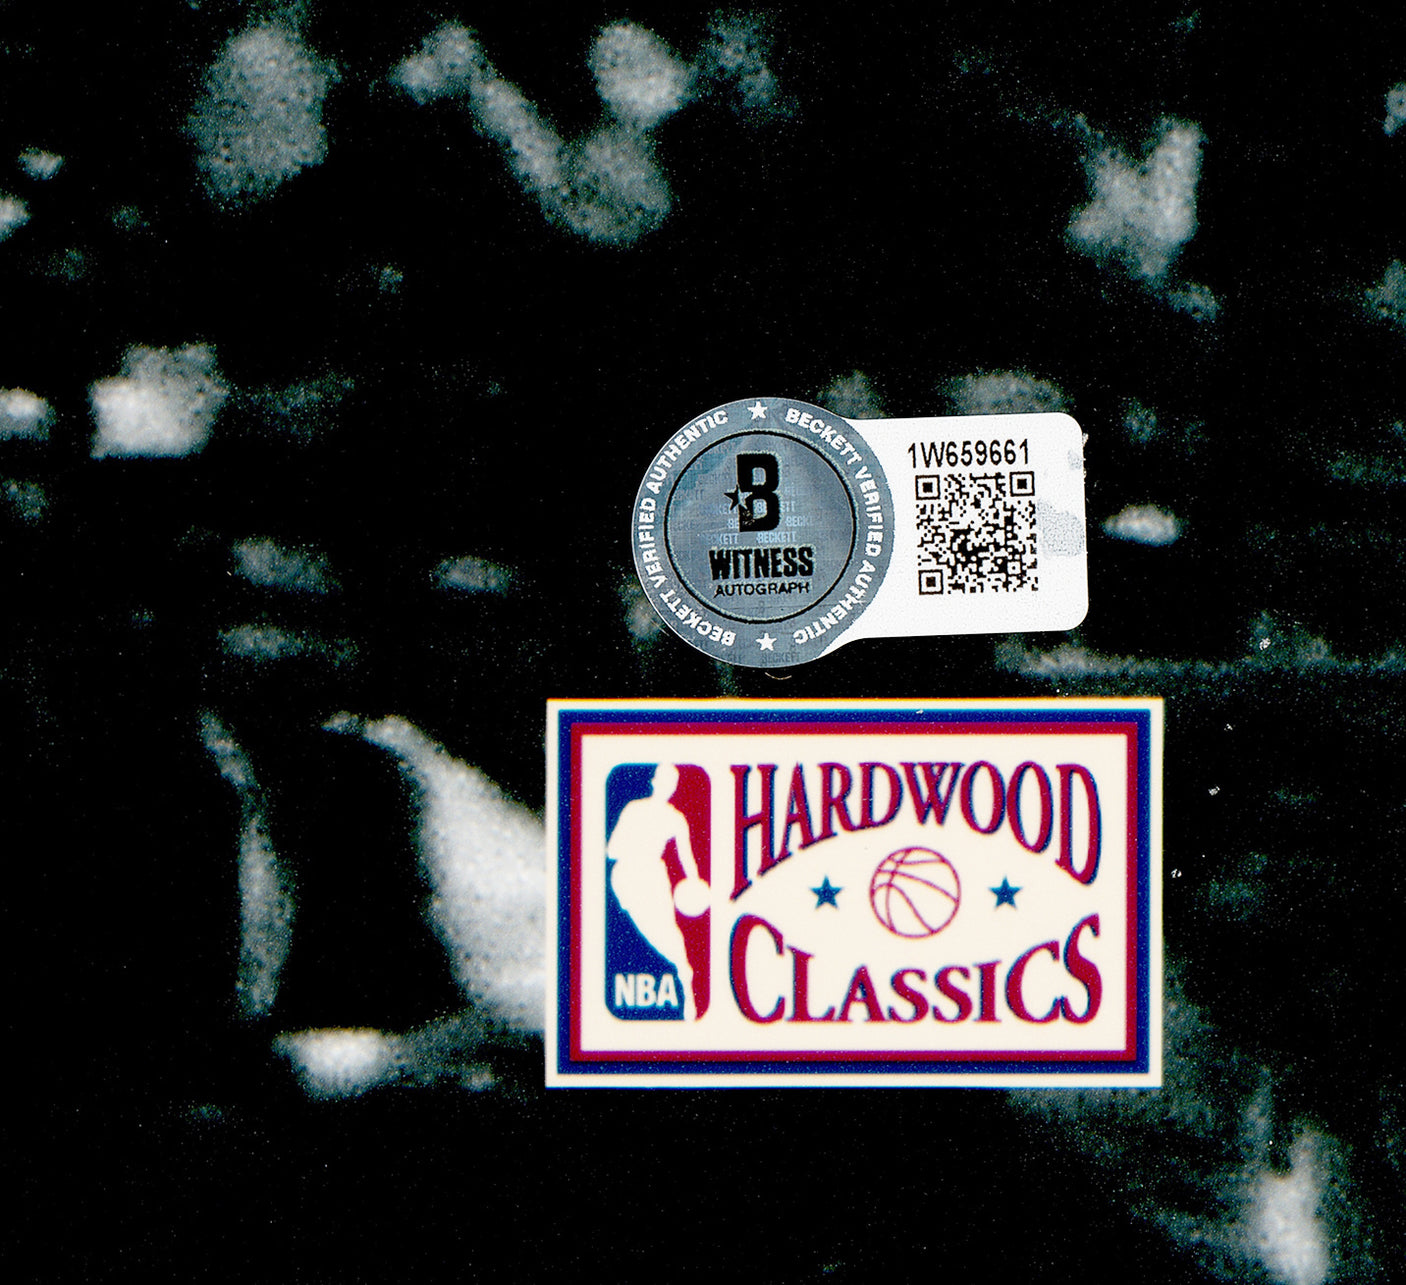 BECKETT VERIFIED AUTHENTIC
BECKETT VERIFIED AUTHENTIC
B
WITNESS
AUTOGRAPH
1W659661
HARDWOOD
CLASSICS
NBA